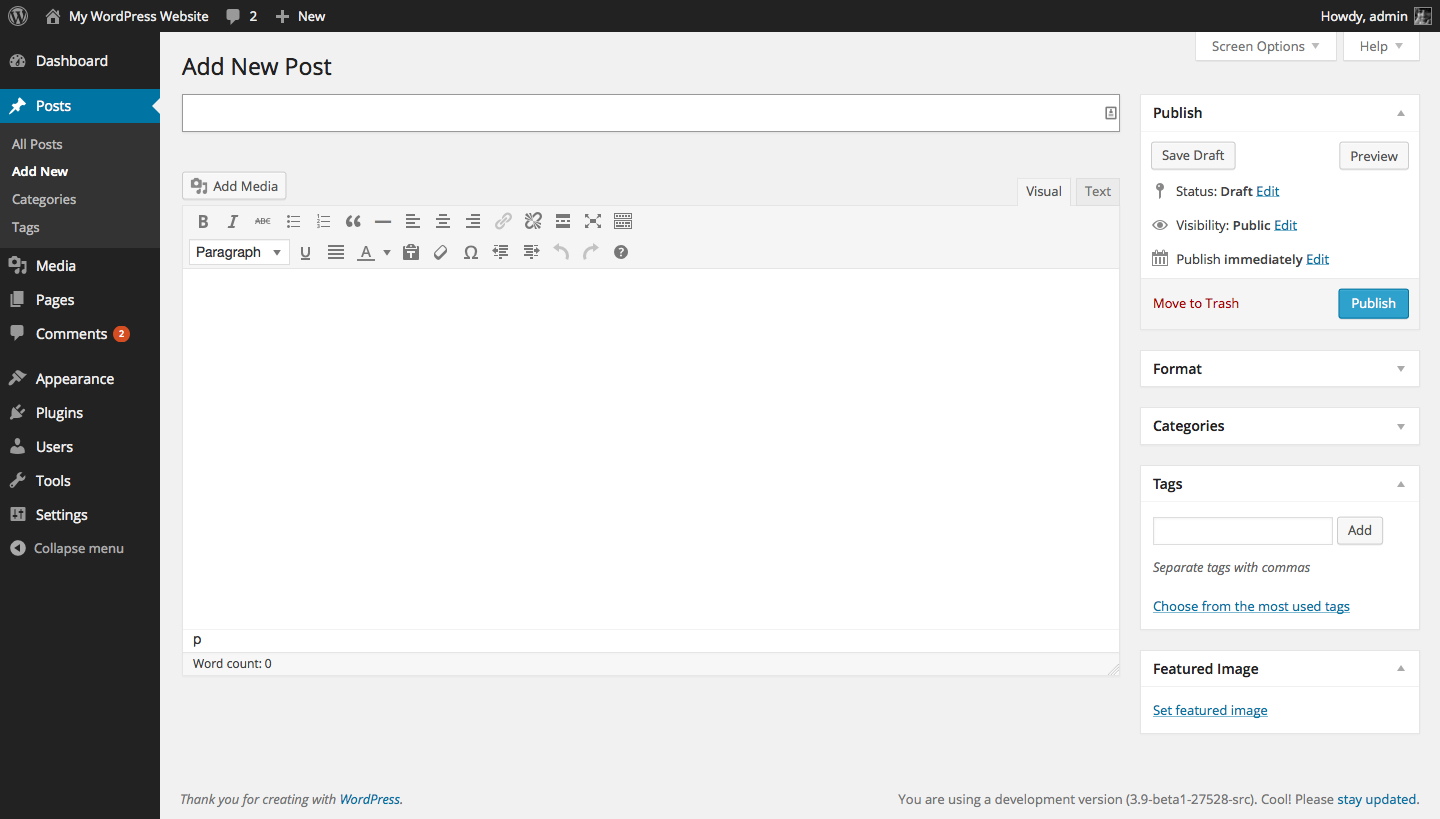 My WordPress Website 2 New Howdy, admin
Dashboard
Posts
All Posts
Add New
Categories
Tags
Media
Pages
Comments 2
Appearance
Plugins
Users
Tools
Settings
Collapse menu
Screen Options Help
Add New Post
Add Media
Visual Text
B I ABC
Paragraph U A Ω ?
p
Word count: 0
Publish
Save Draft Preview
Status: Draft Edit
Visibility: Public Edit
Publish immediately Edit
Move to Trash Publish
Format
Categories
Tags
Add
Separate tags with commas
Choose from the most used tags
Featured Image
Set featured image
Thank you for creating with WordPress.
You are using a development version (3.9-beta1-27528-src). Cool! Please stay updated.